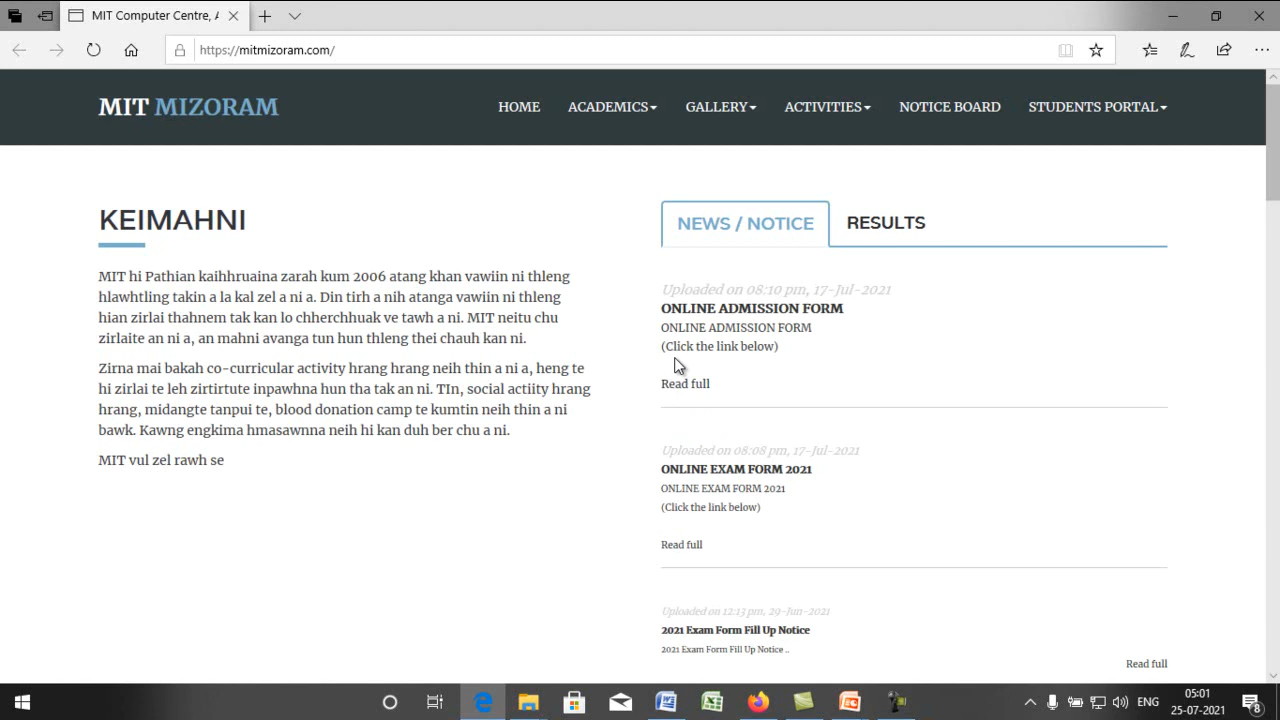 MIT Computer Centre, A
https://mitmizoram.com/
MIT MIZORAM
HOME
ACADEMICS
GALLERY
ACTIVITIES
NOTICE BOARD
STUDENTS PORTAL
KEIMAHNI
MIT hi Pathian kaihhruaina zarah kum 2006 atang khan vawiin ni thleng
hlawhtling takin a la kal zel a ni a. Din tirh a nih atanga vawiin ni thleng
hian zirlai thahnem tak kan lo chherchhuak ve tawh a ni. MIT neitu chu
zirlaite an ni a, an mahni avanga tun hun thleng thei chauh kan ni.
Zirna mai bakah co-curricular activity hrang hrang neih thin a ni a, heng te
hi zirlai te leh zirtirtute inpawhna hun tha tak an ni. TIn, social actiity hrang
hrang, midangte tanpui te, blood donation camp te kumtin neih thin a ni
bawk. Kawng engkima hmasawnna neih hi kan duh ber chu a ni.
MIT vul zel rawh se
NEWS / NOTICE
RESULTS
Uploaded on 08:10 pm, 17-Jul-2021
ONLINE ADMISSION FORM
ONLINE ADMISSION FORM
(Click the link below)
Read full
Uploaded on 08:08 pm, 17-Jul-2021
ONLINE EXAM FORM 2021
ONLINE EXAM FORM 2021
(Click the link below)
Read full
Uploaded on 12:13 pm, 29-Jun-2021
2021 Exam Form Fill Up Notice
2021 Exam Form Fill Up Notice ..
Read full
ENG
05:01
25-07-2021
8